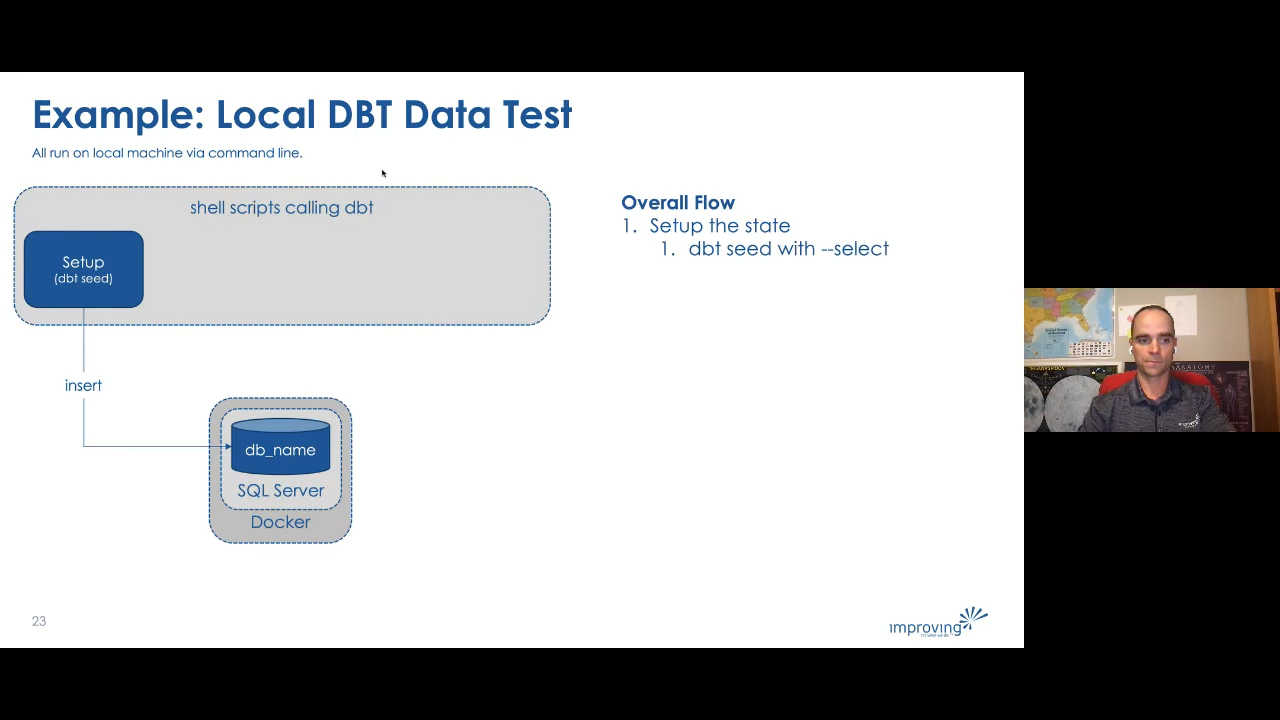 Example: Local DBT Data Test
All run on local machine via command line.
shell scripts calling dbt
Setup
(dbt seed)
insert
db_name
SQL Server
Docker
Overall Flow
1. Setup the state
1. dbt seed with --select
23
improving